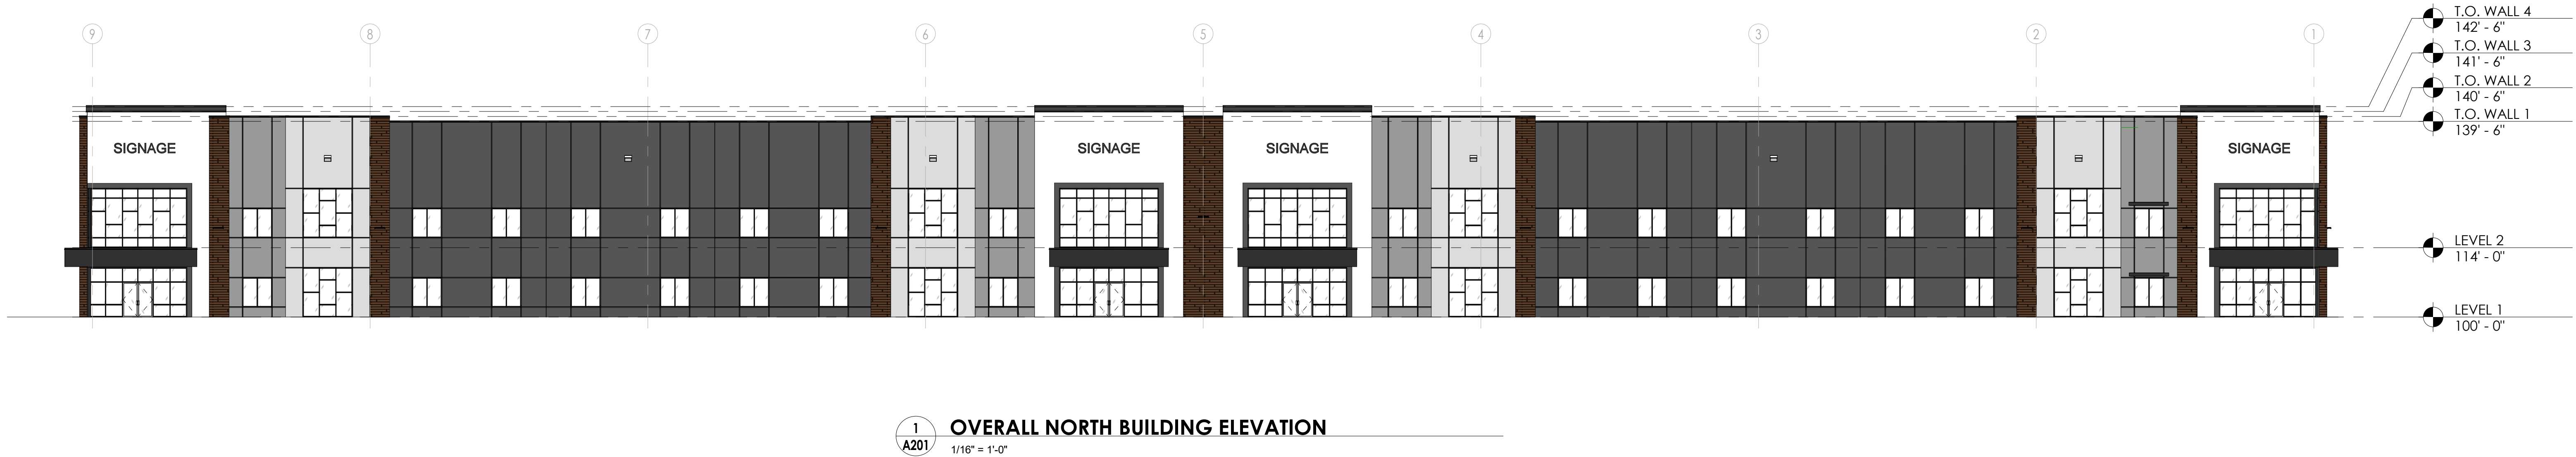 9 8 7 6 5 4 3 2 1
T.O. WALL 4
142' - 6"
T.O. WALL 3
141' - 6"
T.O. WALL 2
140' - 6"
T.O. WALL 1
139' - 6"
SIGNAGE SIGNAGE SIGNAGE SIGNAGE
LEVEL 2
114' - 0"
LEVEL 1
100' - 0"
1
A201
OVERALL NORTH BUILDING ELEVATION
1/16" = 1'-0"